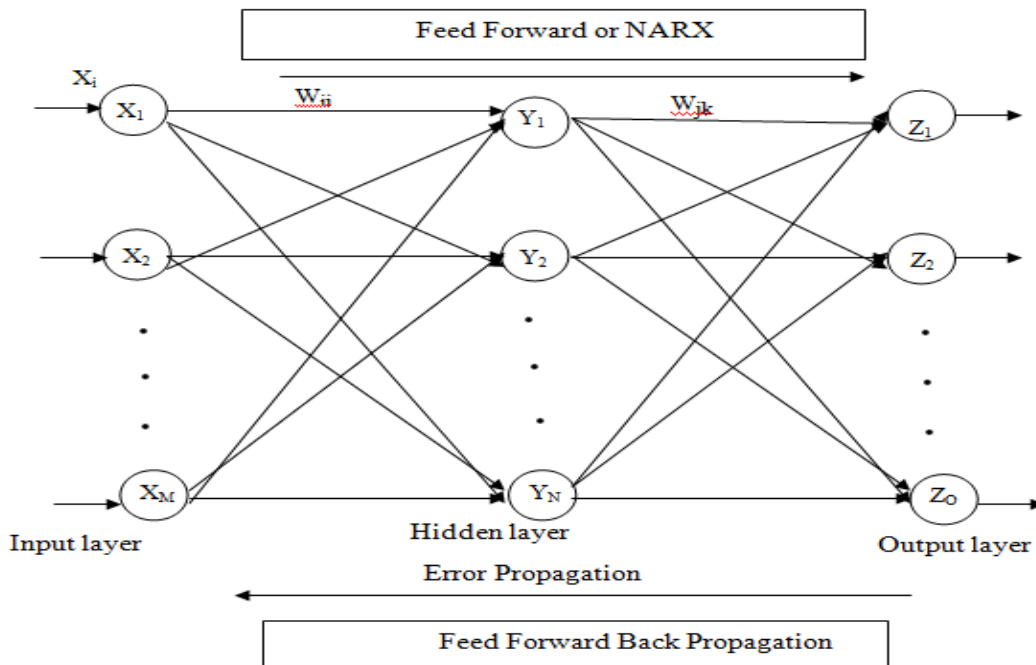 Feed Forward or NARX
Xi
Wij
Wjk
X1
Y1
Z1
X2
Y2
Z2
XM
YN
ZO
Input layer
Hidden layer
Output layer
Error Propagation
Feed Forward Back Propagation